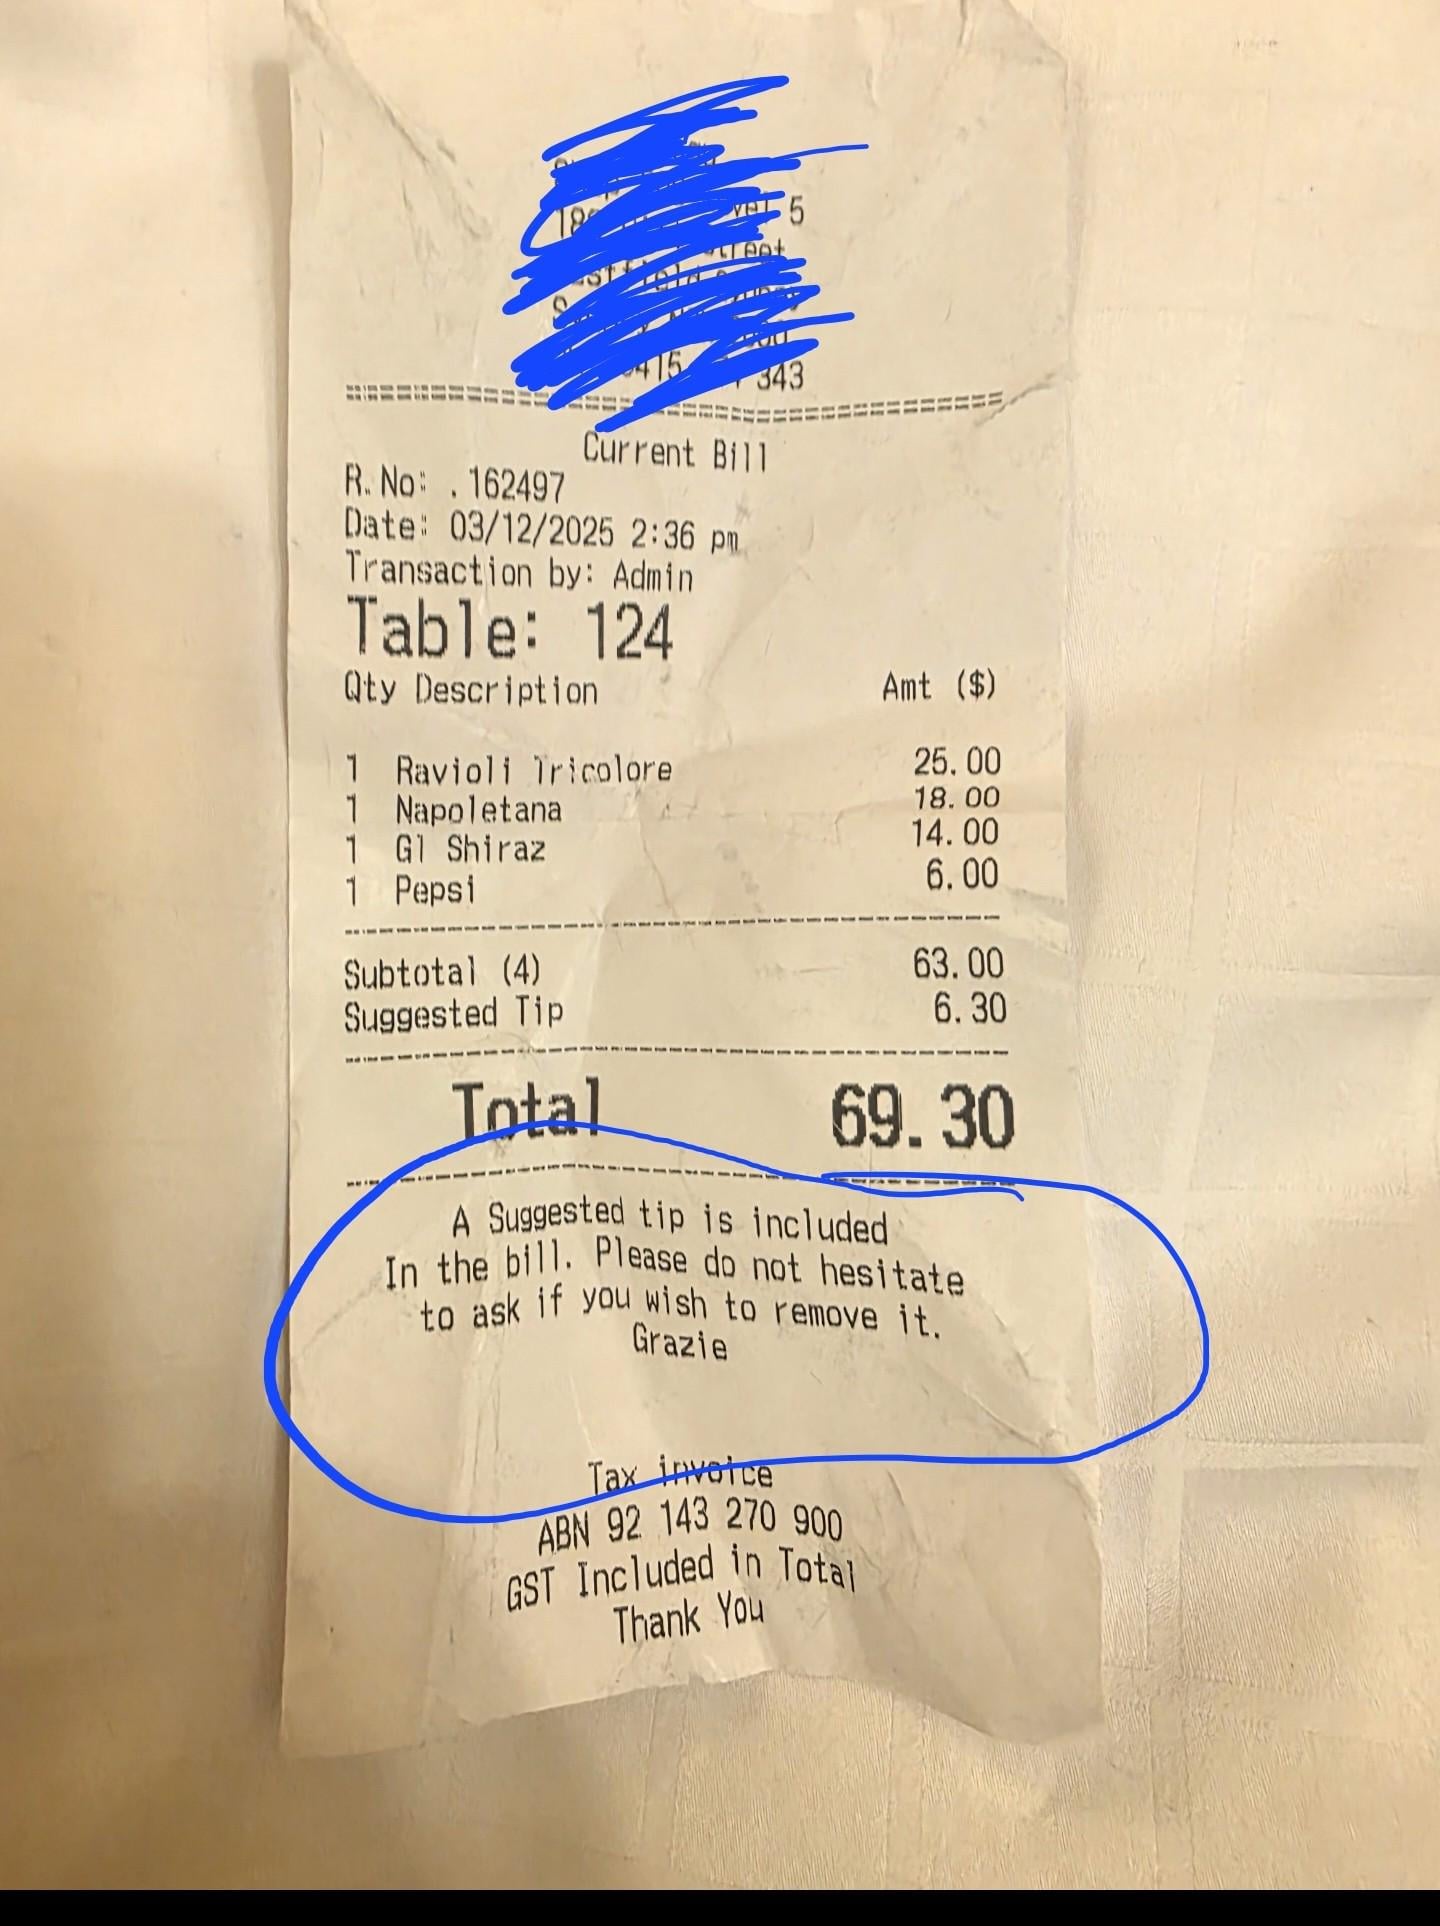 5
343
Current Bill
R. No: . 162497
Date: 03/12/2025 2:36 pm
Transaction by: Admin
Table: 124
Qty Description Amt ($)
1 Ravioli Tricolore 25.00
1 Napoletana 18.00
1 Gl Shiraz 14.00
1 Pepsi 6.00
Subtotal (4) 63.00
Suggested Tip 6.30
Total 69.30
A Suggested tip is included
In the bill. Please do not hesitate
to ask if you wish to remove it.
Grazie
Tax invoice
ABN 92 143 270 900
GST Included in Total
Thank You